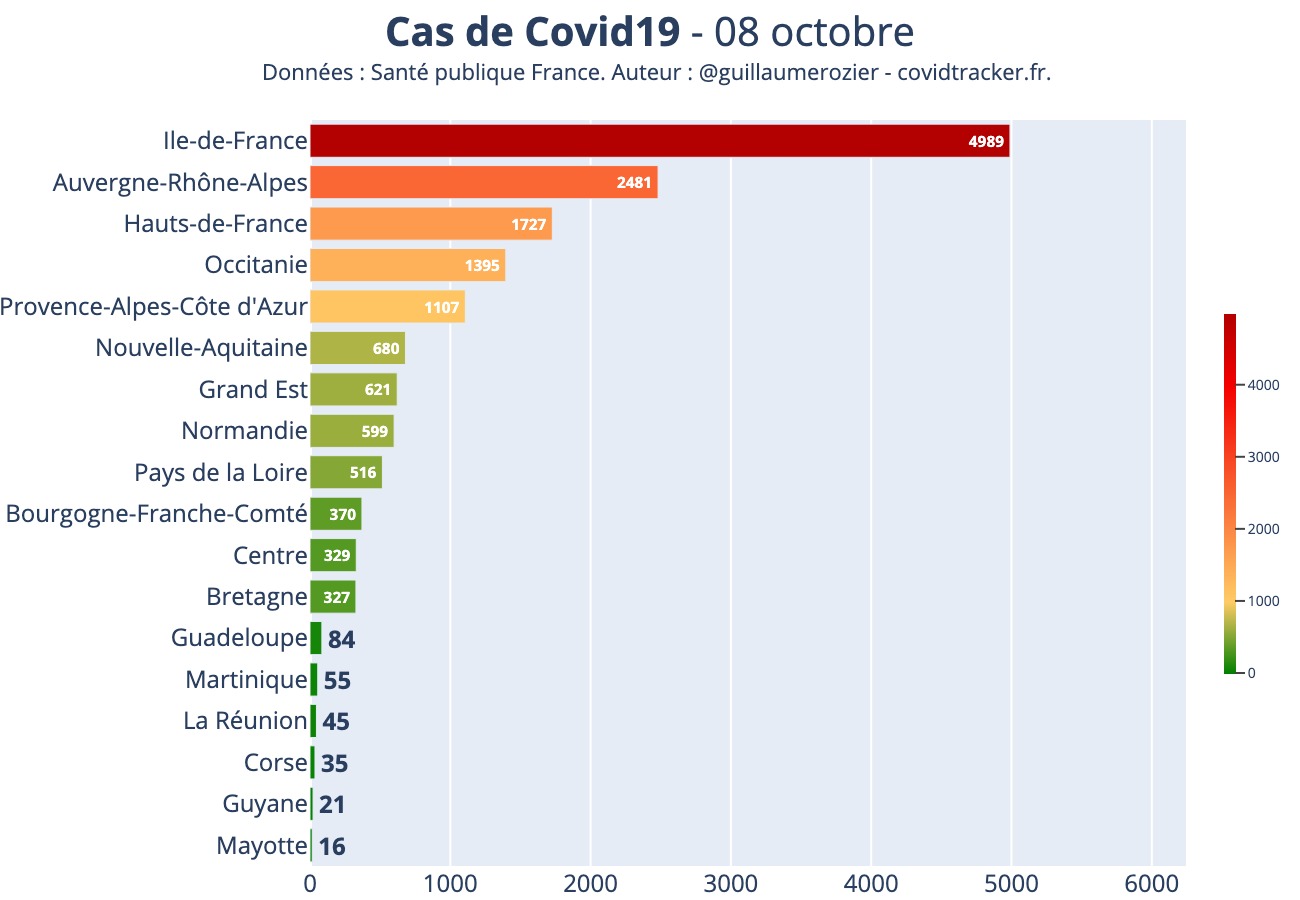 Cas de Covid19 - 08 octobre
Données : Santé publique France. Auteur : @guillaumerozier - covidtracker.fr.
Ile-de-France 4989
Auvergne-Rhône-Alpes 2481
Hauts-de-France 1727
Occitanie 1395
Provence-Alpes-Côte d'Azur 1107
Nouvelle-Aquitaine 680
Grand Est 621
Normandie 599
Pays de la Loire 516
Bourgogne-Franche-Comté 370
Centre 329
Bretagne 327
Guadeloupe 84
Martinique 55
La Réunion 45
Corse 35
Guyane 21
Mayotte 16
0 1000 2000 3000 4000 5000 6000
4000
3000
2000
1000
0